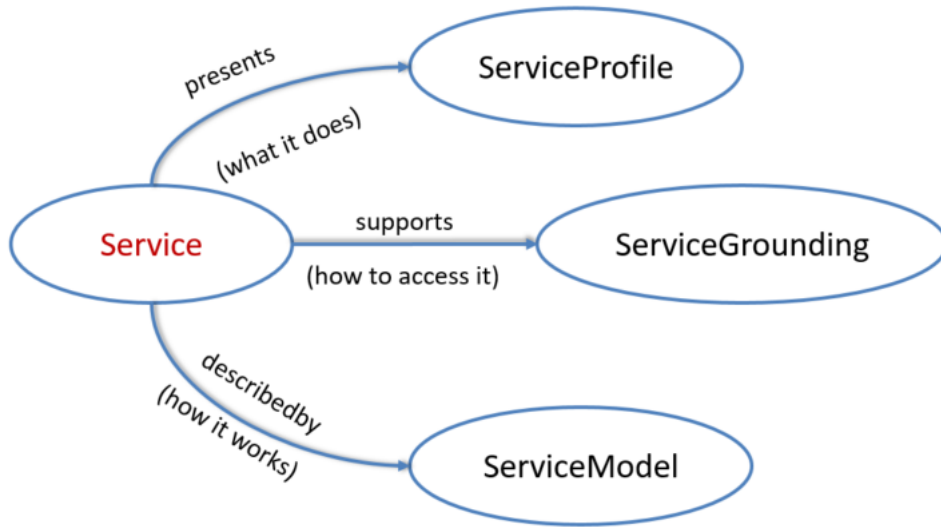 presents
ServiceProfile
(what it does)
Service
supports
ServiceGrounding
(how to access it)
describedby
(how it works)
ServiceModel